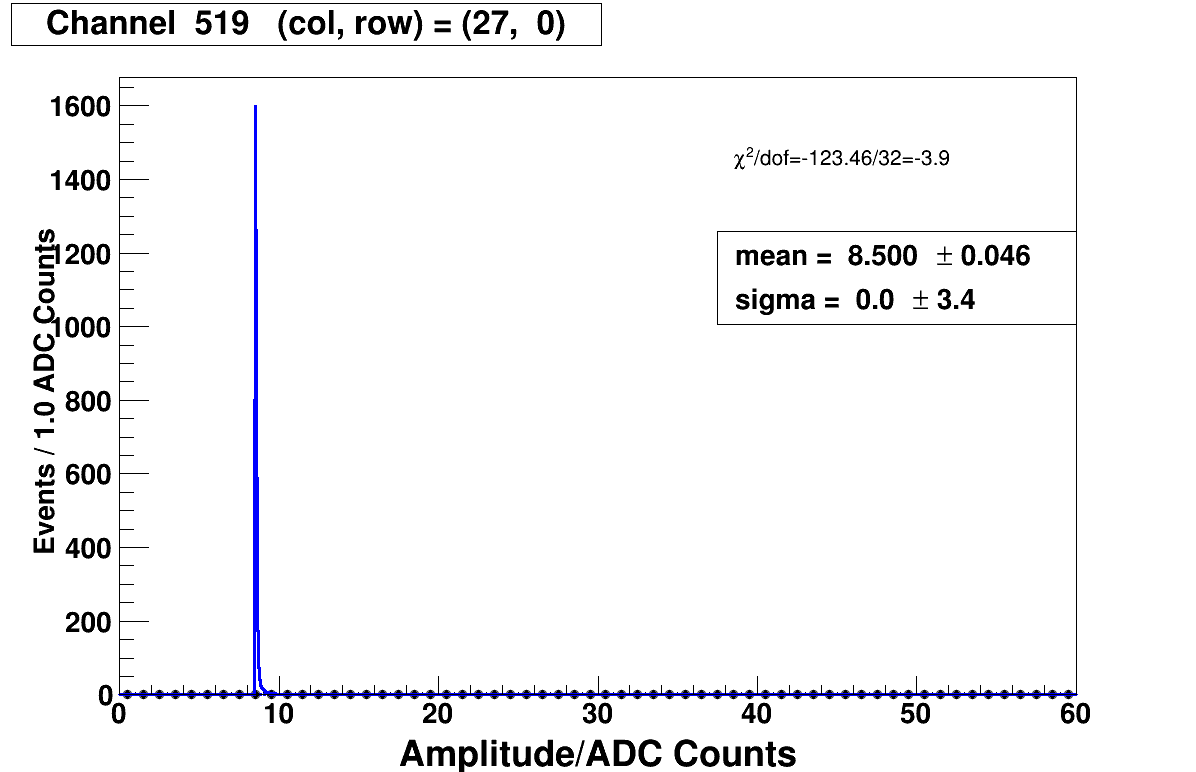 Channel 519 (col, row) = (27, 0)
1600
1400
1200
1000
800
600
400
200
0
Events / 1.0 ADC Counts
χ²/dof=-123.46/32=-3.9
mean = 8.500 ± 0.046
sigma = 0.0 ± 3.4
0 10 20 30 40 50 60
Amplitude/ADC Counts